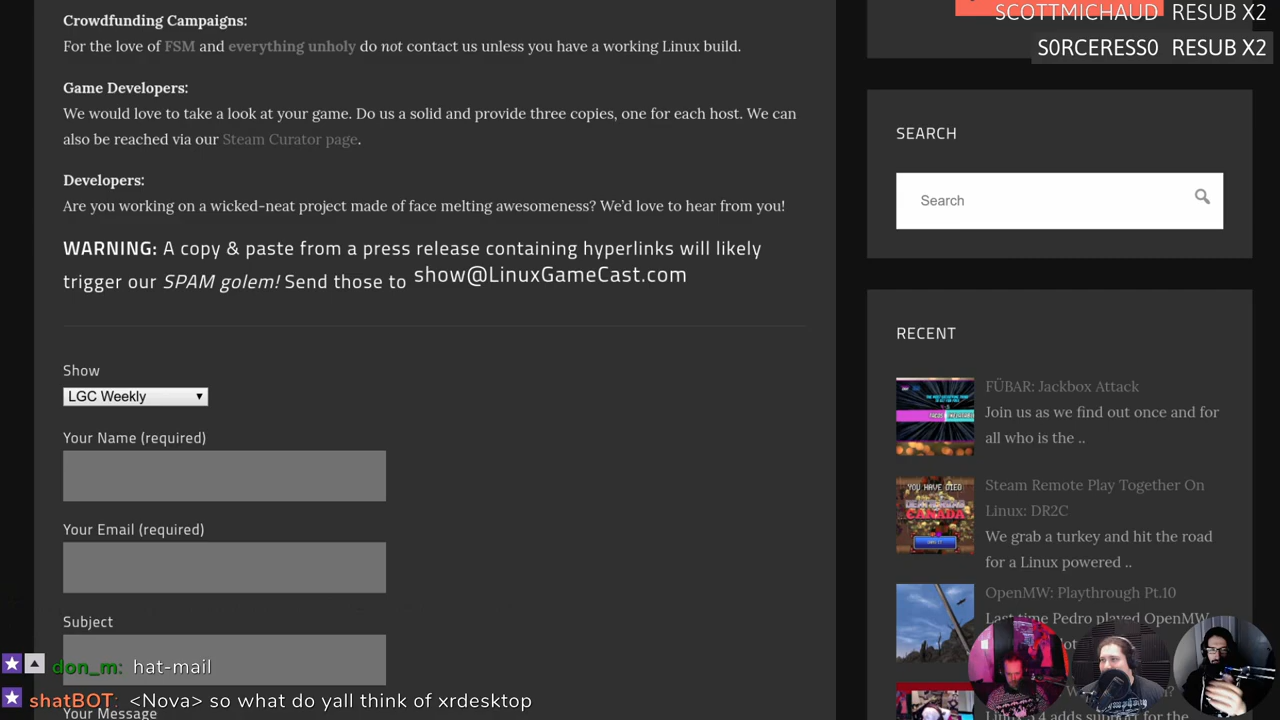 SCOTTMICHAUD RESUB X2
S0RCERESS0 RESUB X2
Crowdfunding Campaigns:
For the love of FSM and everything unholy do not contact us unless you have a working Linux build.
Game Developers:
We would love to take a look at your game. Do us a solid and provide three copies, one for each host. We can
also be reached via our Steam Curator page.
Developers:
Are you working on a wicked-neat project made of face melting awesomeness? We'd love to hear from you!
WARNING: A copy & paste from a press release containing hyperlinks will likely
trigger our SPAM golem! Send those to show@LinuxGameCast.com
Show
LGC Weekly
Your Name (required)
Your Email (required)
Subject
Your Message
SEARCH
Search
RECENT
FÜBAR: Jackbox Attack
Join us as we find out once and for
all who is the ..
Steam Remote Play Together On
Linux: DR2C
We grab a turkey and hit the road
for a Linux powered ..
OpenMW: Playthrough Pt.10
Last time Pedro played OpenMW
don_m: hat-mail
shatBOT: <Nova> so what do yall think of xrdesktop